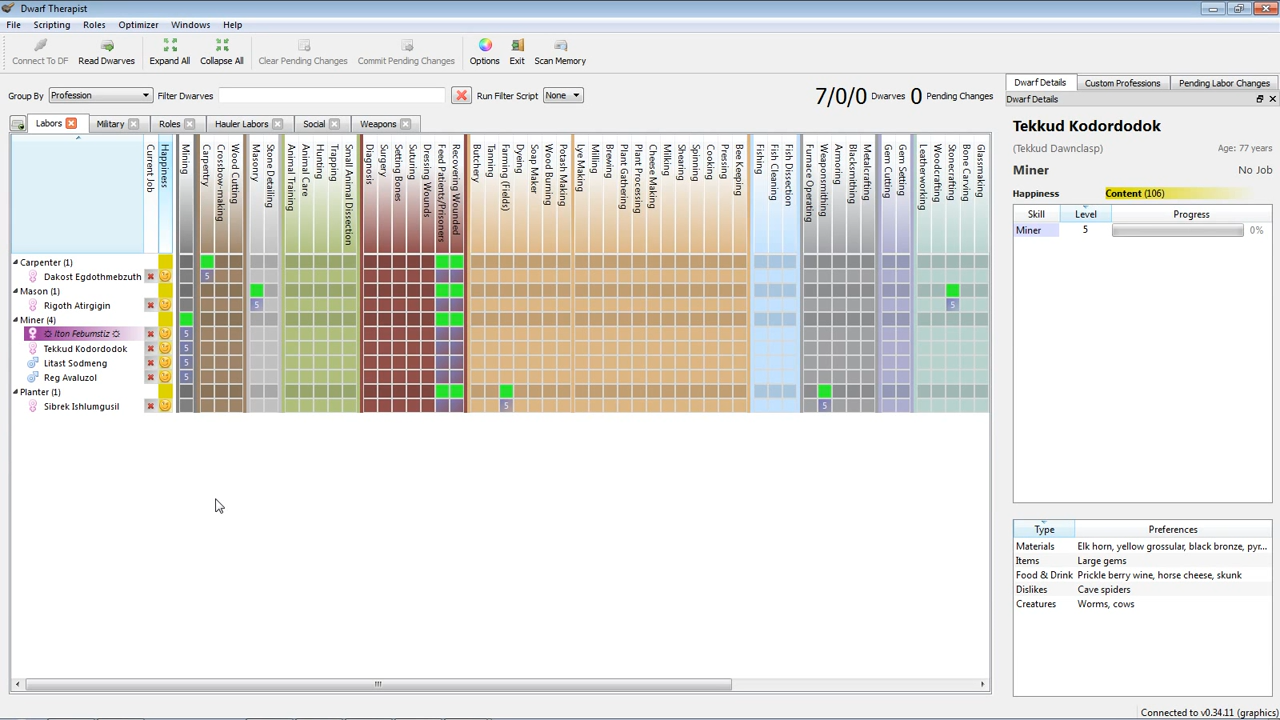 Dwarf Therapist
File Scripting Roles Optimizer Windows Help
Connect To DF Read Dwarves Expand All Collapse All Clear Pending Changes Commit Pending Changes Options Exit Scan Memory
Group By Profession Filter Dwarves Run Filter Script None 7/0/0 Dwarves 0 Pending Changes
Labors Military Roles Hauler Labors Social Weapons
Current Job
Happiness
Mining
Carpentry
Crossbow-making
Wood Cutting
Masonry
Stone Detailing
Animal Training
Animal Care
Hunting
Trapping
Small Animal Dissection
Diagnosis
Surgery
Setting Bones
Suturing
Dressing Wounds
Feed Patients/Prisoners
Recovering Wounded
Butchery
Tanning
Farming (Fields)
Dyeing
Soap Maker
Wood Burning
Potash Making
Lye Making
Milling
Brewing
Plant Gathering
Plant Processing
Cheese Making
Milking
Shearing
Spinning
Cooking
Pressing
Bee Keeping
Fishing
Fish Cleaning
Fish Dissection
Furnace Operating
Weaponsmithing
Armoring
Blacksmithing
Metalcrafting
Gem Cutting
Gem Setting
Leatherworking
Woodcrafting
Stonecrafting
Bone Carving
Glassmaking
Carpenter (1)
Dakost Egdothmebzuth 5
Mason (1)
Rigoth Atirgigin 5 5
Miner (4)
☼ Iton Febumstiz ☼ 5
Tekkud Kodordodok 5
Litast Sodmeng 5
Reg Avaluzol 5
Planter (1)
Sibrek Ishlumgusil 5 5
Dwarf Details Custom Professions Pending Labor Changes
Dwarf Details
Tekkud Kodordodok
(Tekkud Dawnclasp) Age: 77 years
Miner No Job
Happiness Content (106)
Skill Level Progress
Miner 5 0%
Type Preferences
Materials Elk horn, yellow grossular, black bronze, pyr...
Items Large gems
Food & Drink Prickle berry wine, horse cheese, skunk
Dislikes Cave spiders
Creatures Worms, cows
Connected to v0.34.11 (graphics)